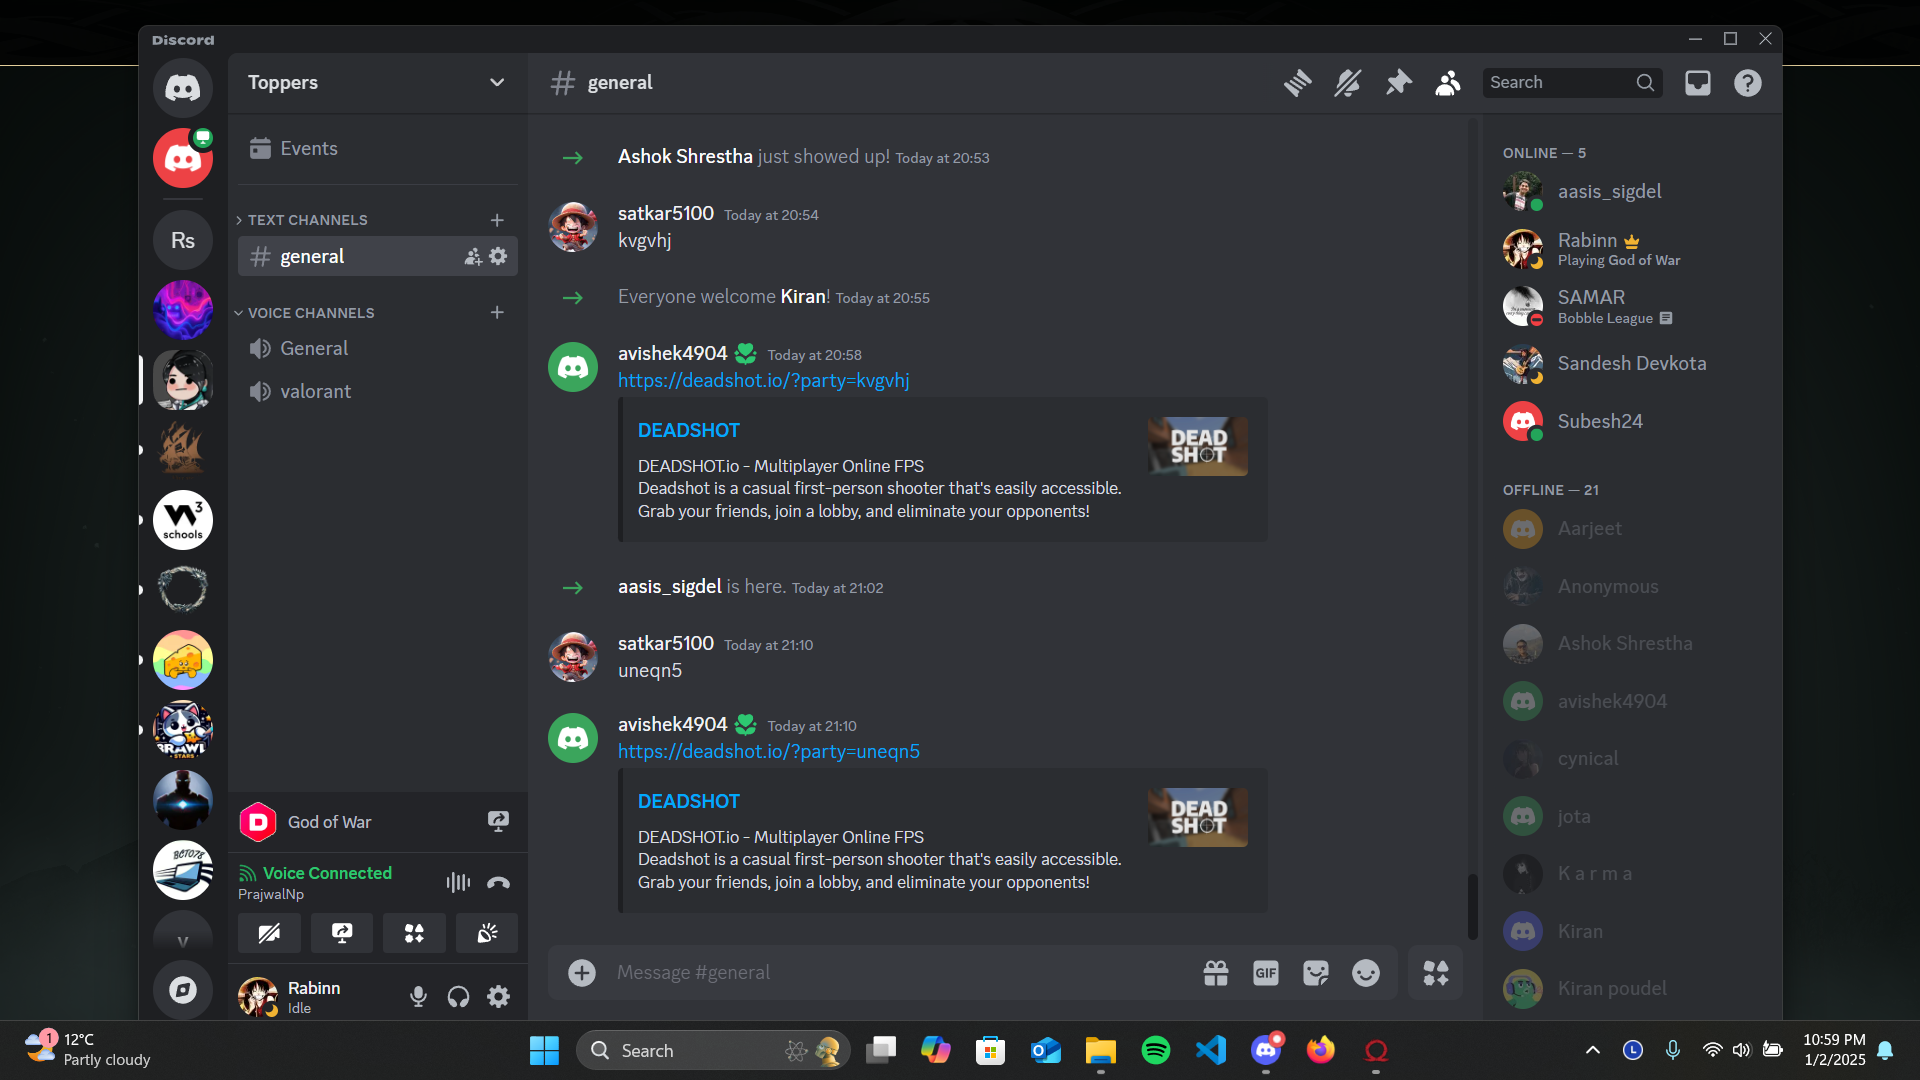 Discord
Toppers
# general
Search
Events
TEXT CHANNELS
general
VOICE CHANNELS
General
valorant
Rs
W3
schools
BRAWL
STARS
BCT078
V
God of War
Voice Connected
PrajwalNp
Rabinn
Idle
Ashok Shrestha just showed up! Today at 20:53
satkar5100 Today at 20:54
kvgvhj
Everyone welcome Kiran! Today at 20:55
avishek4904 Today at 20:58
https://deadshot.io/?party=kvgvhj
DEADSHOT
DEADSHOT.io - Multiplayer Online FPS
Deadshot is a casual first-person shooter that's easily accessible.
Grab your friends, join a lobby, and eliminate your opponents!
DEAD
SHOT
aasis_sigdel is here. Today at 21:02
satkar5100 Today at 21:10
uneqn5
avishek4904 Today at 21:10
https://deadshot.io/?party=uneqn5
DEADSHOT
DEADSHOT.io - Multiplayer Online FPS
Deadshot is a casual first-person shooter that's easily accessible.
Grab your friends, join a lobby, and eliminate your opponents!
DEAD
SHOT
Message #general
GIF
ONLINE — 5
aasis_sigdel
Rabinn
Playing God of War
SAMAR
Bobble League
Sandesh Devkota
Subesh24
OFFLINE — 21
Aarjeet
Anonymous
Ashok Shrestha
avishek4904
cynical
jota
K a r m a
Kiran
Kiran poudel
1
12°C
Partly cloudy
Search
L
10:59 PM
1/2/2025